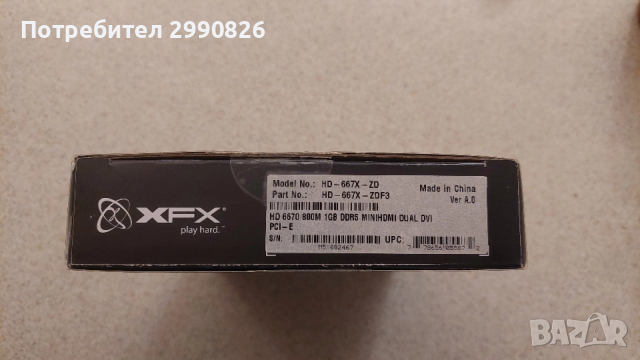 Потребител 2990826
Model No.: HD-667X-ZD
Made in China
Part No.: HD-667X-ZDF3
Ver A.0
XFX
play hard.
HD 6670 800M 1GB DDR5 MINIHDMI DUAL DVI
PCI-E
S/N:
UPC:
BAZAR